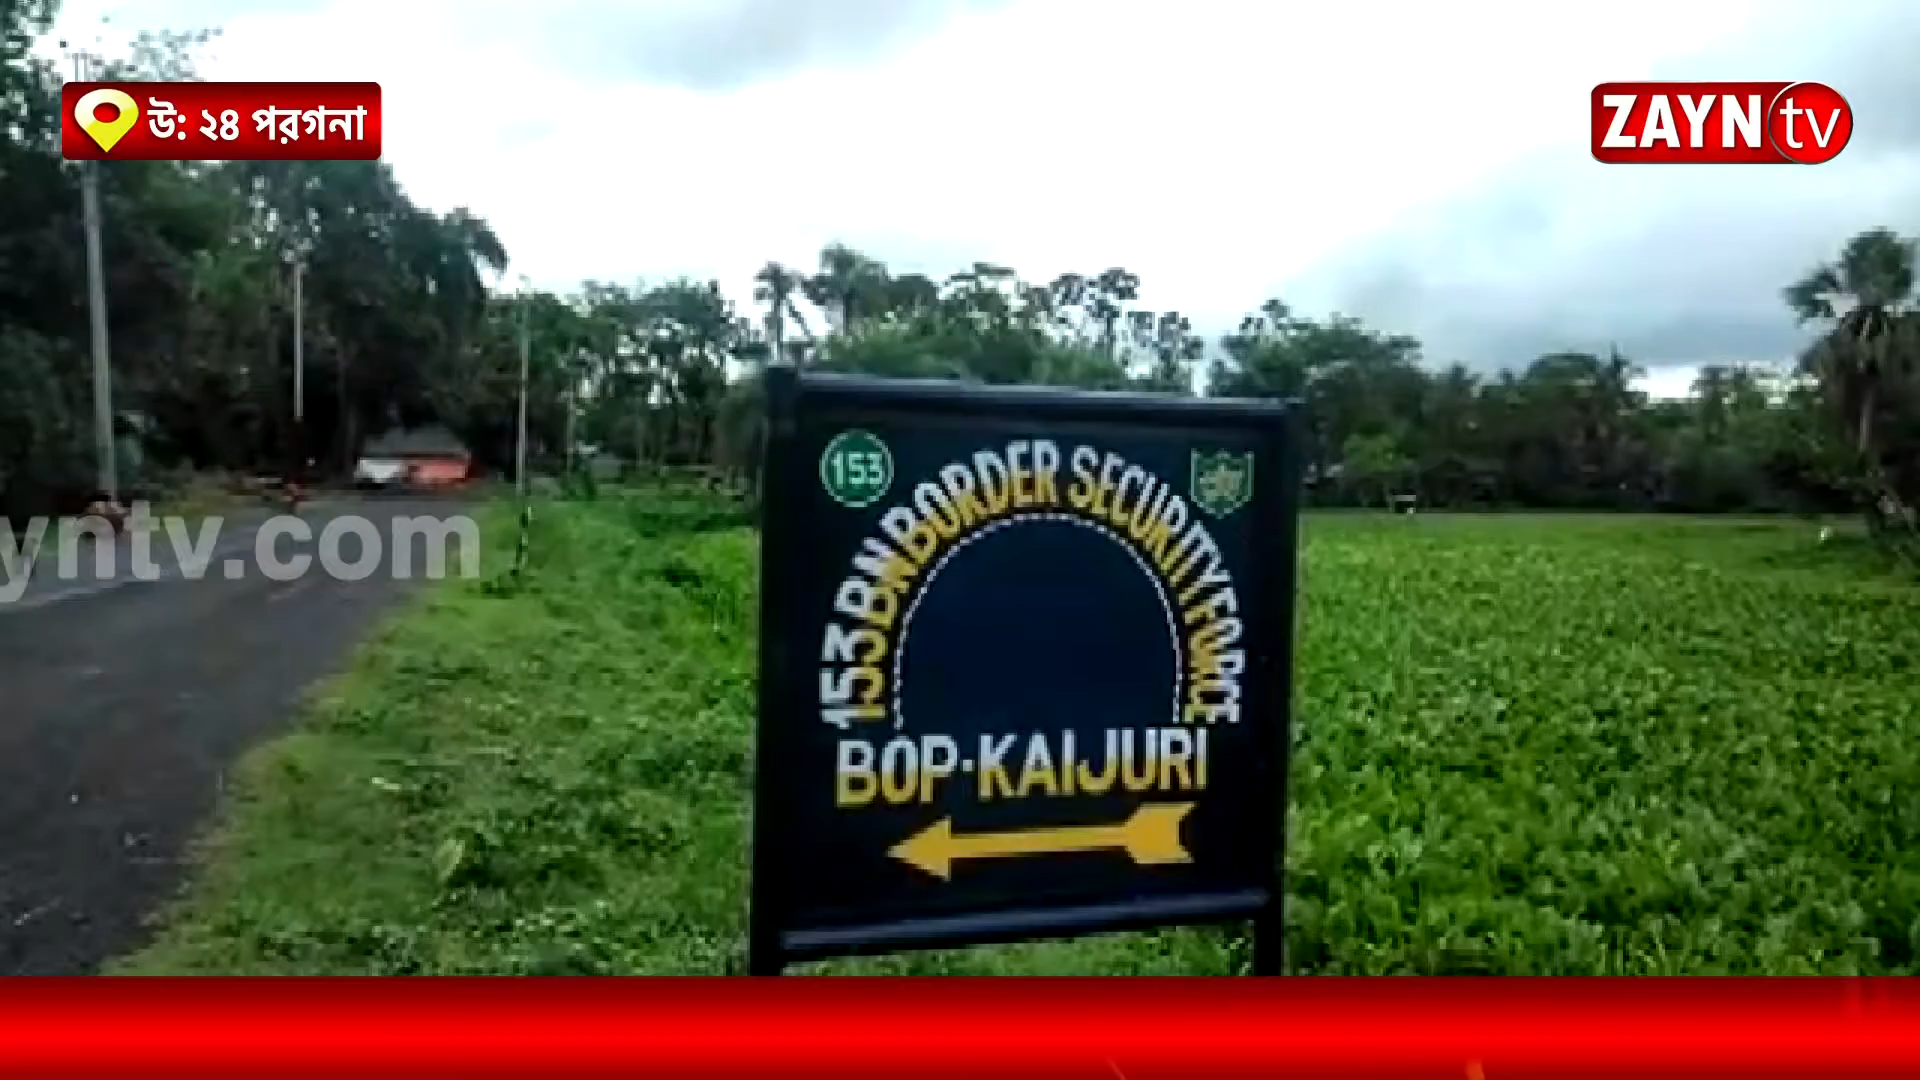 উ: ২৪ পরগনা
ZAYN tv
153
153 BN BORDER SECURITY FORCE
BOP-KAIJURI
yntv.com